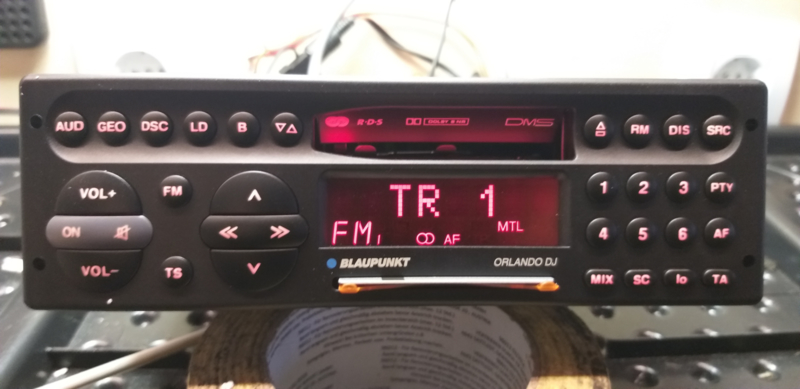 AUD GEO DSC LD B ▽△
R·D·S DOLBY B NR DMS
RM DIS SRC
VOL+ FM
ON
VOL- TS
TR 1
FM1 AF MTL
BLAUPUNKT ORLANDO DJ
1 2 3 PTY
4 5 6 AF
MIX SC lo TA